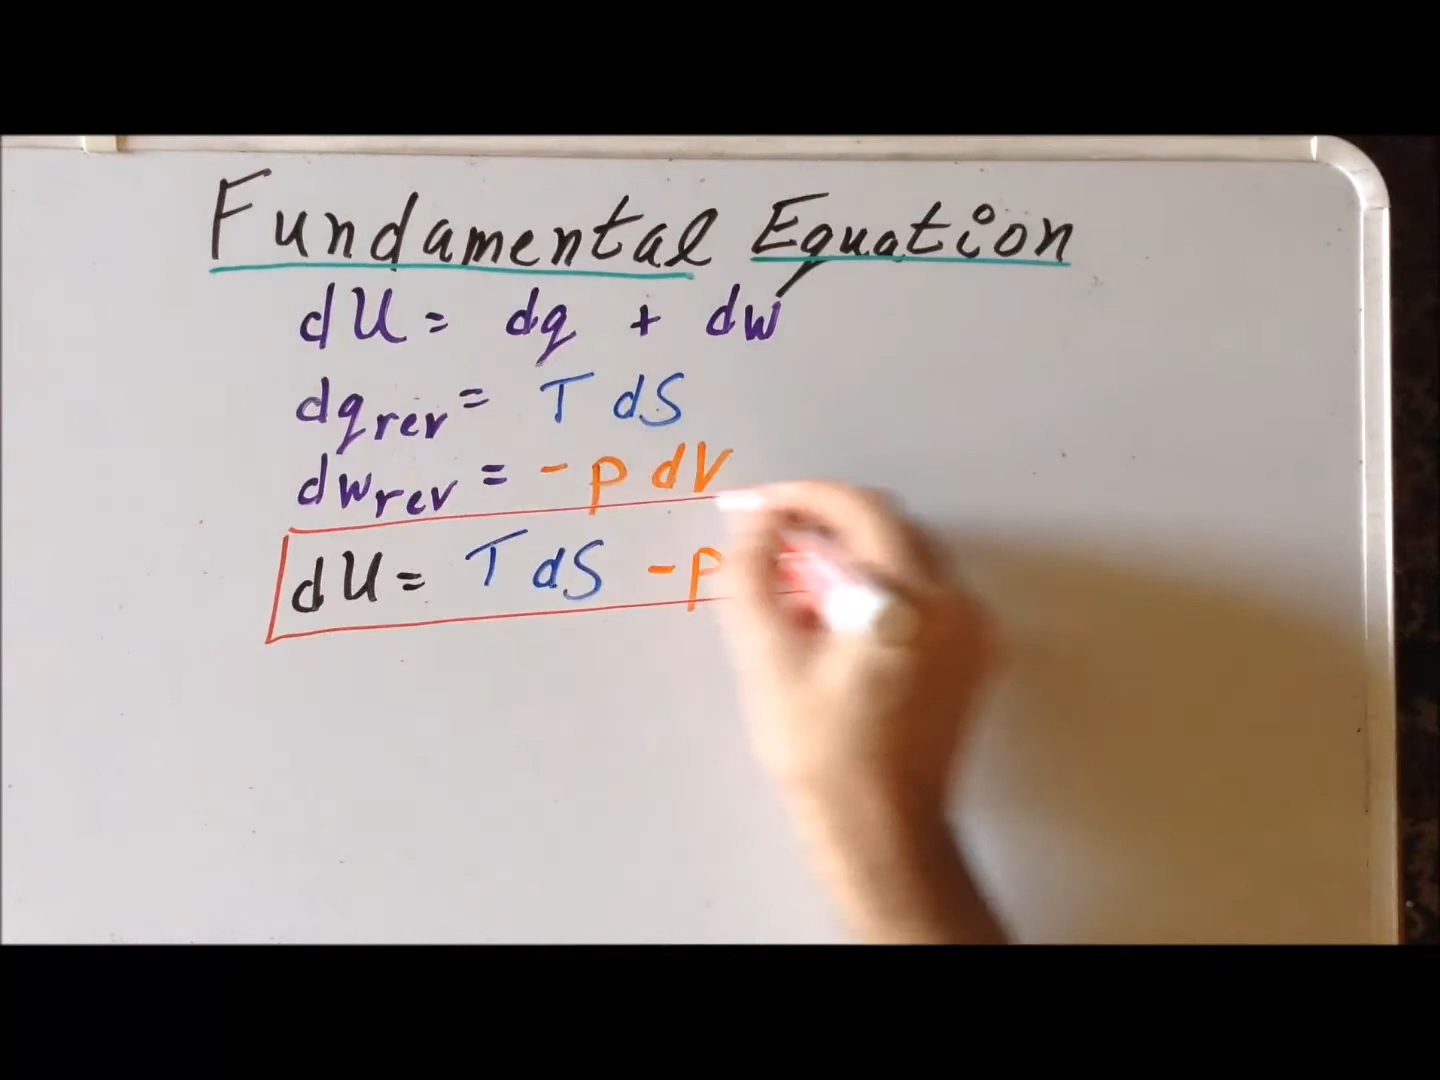 Fundamental Equation
dU = dq + dw
dqrev = T dS
dwrev = -p dV
dU = T dS -p